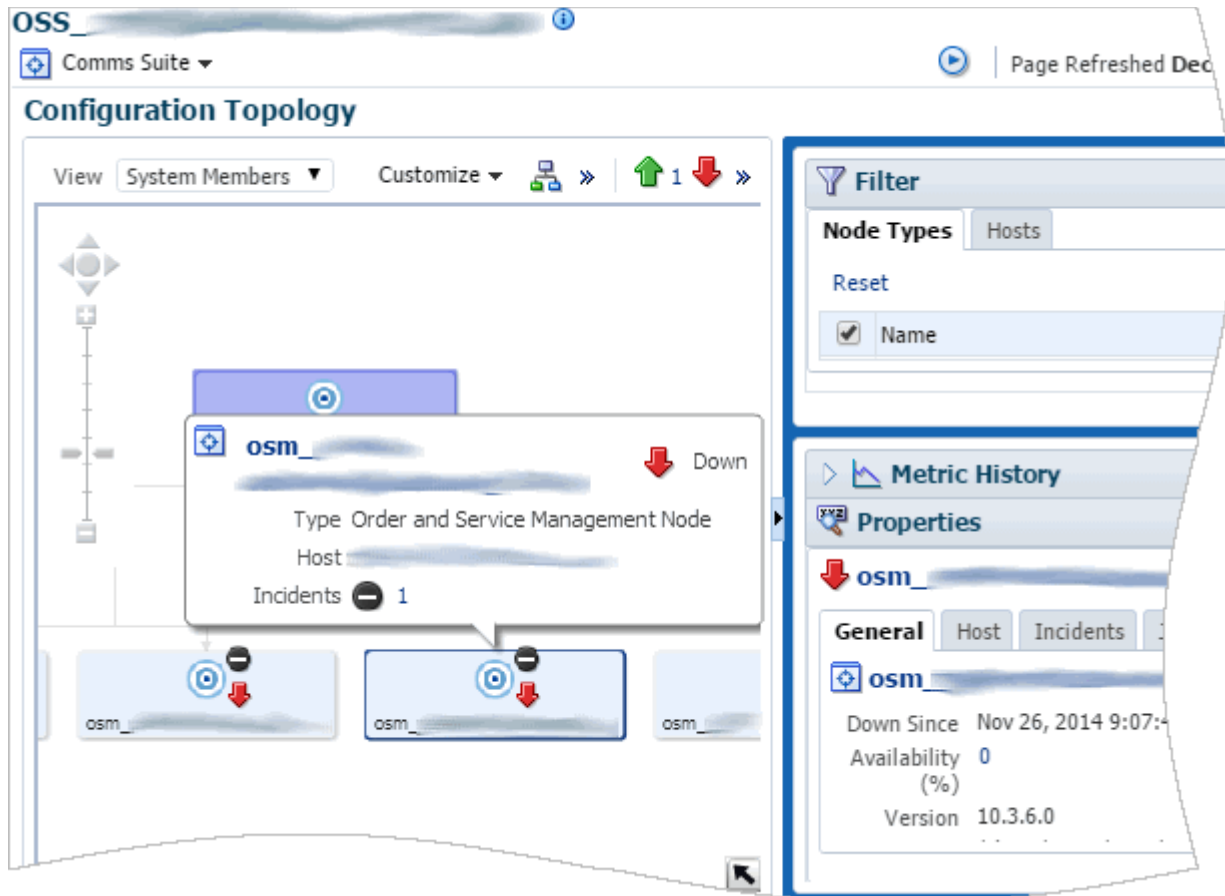 OSS_
Comms Suite
Page Refreshed Dec
Configuration Topology
View System Members Customize » 1 »
Filter
Node Types Hosts
Reset
Name
osm_
Down
Type Order and Service Management Node
Host
Incidents 1
osm_
osm_
osm_
Metric History
Properties
osm_
General Host Incidents
osm_
Down Since Nov 26, 2014 9:07:4
Availability (%) 0
Version 10.3.6.0